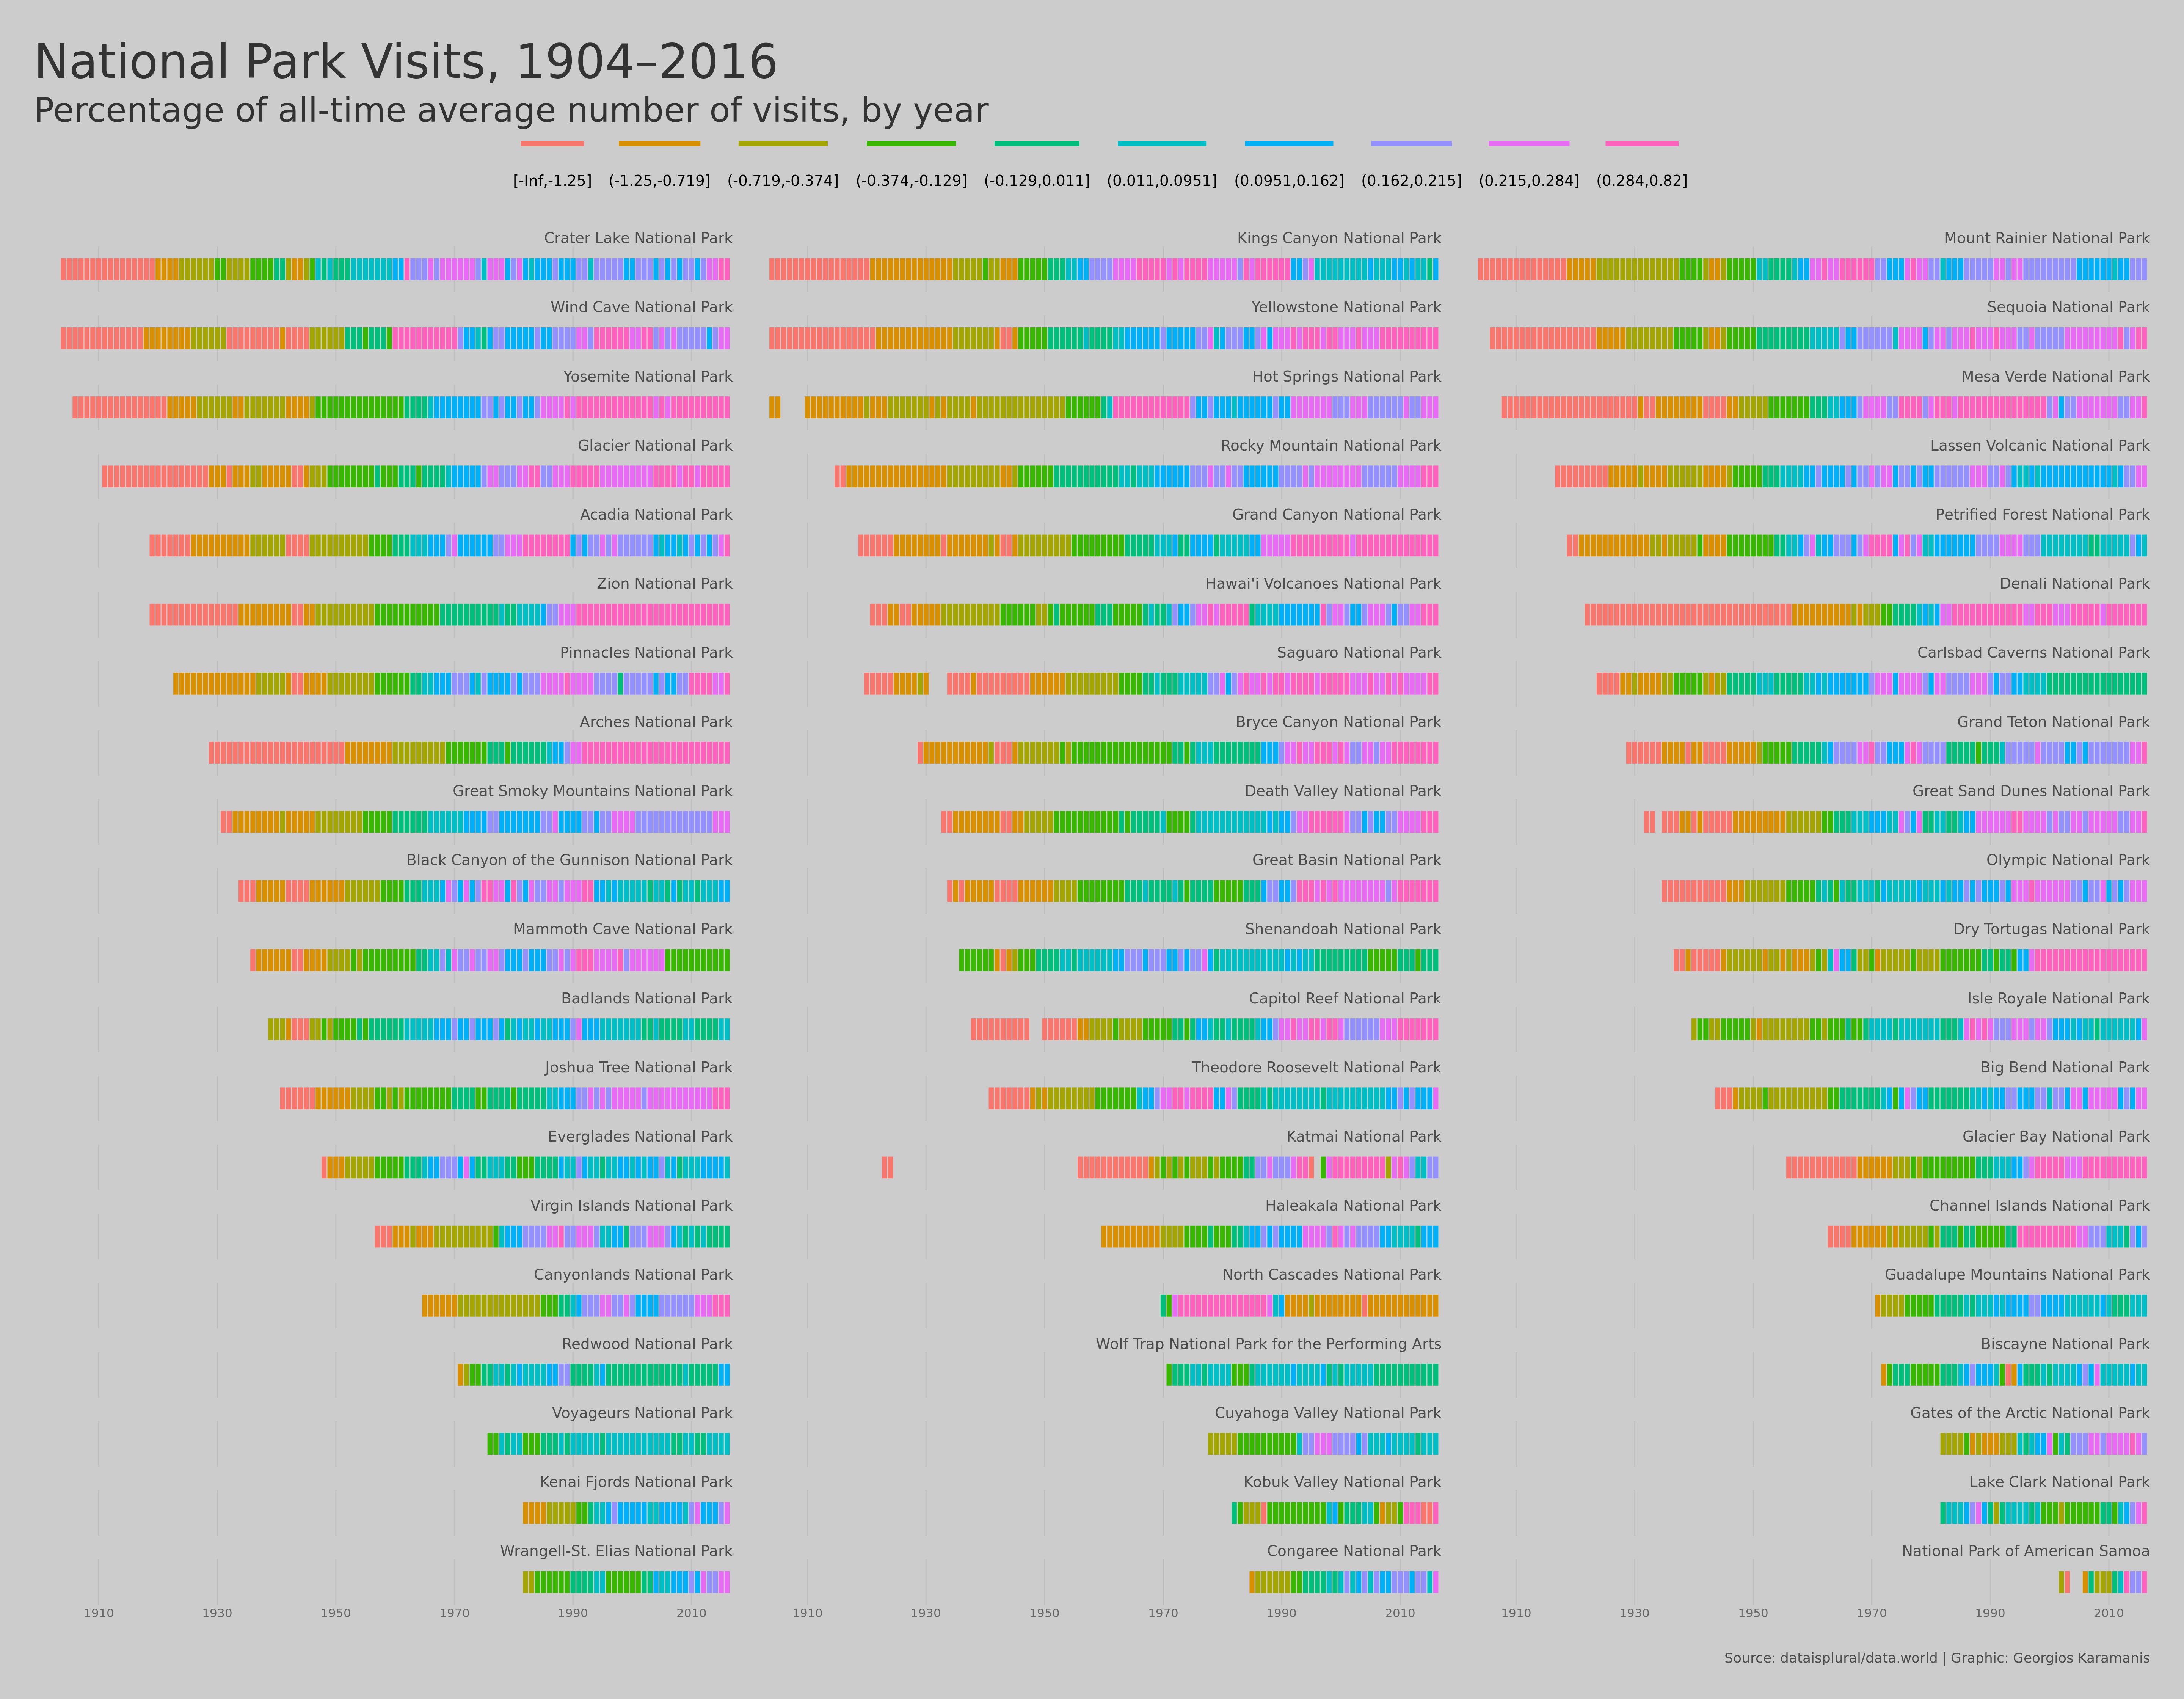 National Park Visits, 1904–2016
Percentage of all-time average number of visits, by year
[-Inf,-1.25] (-1.25,-0.719] (-0.719,-0.374] (-0.374,-0.129] (-0.129,0.011] (0.011,0.0951] (0.0951,0.162] (0.162,0.215] (0.215,0.284] (0.284,0.82]
Crater Lake National Park Kings Canyon National Park Mount Rainier National Park
Wind Cave National Park Yellowstone National Park Sequoia National Park
Yosemite National Park Hot Springs National Park Mesa Verde National Park
Glacier National Park Rocky Mountain National Park Lassen Volcanic National Park
Acadia National Park Grand Canyon National Park Petrified Forest National Park
Zion National Park Hawai'i Volcanoes National Park Denali National Park
Pinnacles National Park Saguaro National Park Carlsbad Caverns National Park
Arches National Park Bryce Canyon National Park Grand Teton National Park
Great Smoky Mountains National Park Death Valley National Park Great Sand Dunes National Park
Black Canyon of the Gunnison National Park Great Basin National Park Olympic National Park
Mammoth Cave National Park Shenandoah National Park Dry Tortugas National Park
Badlands National Park Capitol Reef National Park Isle Royale National Park
Joshua Tree National Park Theodore Roosevelt National Park Big Bend National Park
Everglades National Park Katmai National Park Glacier Bay National Park
Virgin Islands National Park Haleakala National Park Channel Islands National Park
Canyonlands National Park North Cascades National Park Guadalupe Mountains National Park
Redwood National Park Wolf Trap National Park for the Performing Arts Biscayne National Park
Voyageurs National Park Cuyahoga Valley National Park Gates of the Arctic National Park
Kenai Fjords National Park Kobuk Valley National Park Lake Clark National Park
Wrangell-St. Elias National Park Congaree National Park National Park of American Samoa
1910 1930 1950 1970 1990 2010 1910 1930 1950 1970 1990 2010 1910 1930 1950 1970 1990 2010
Source: dataisplural/data.world | Graphic: Georgios Karamanis